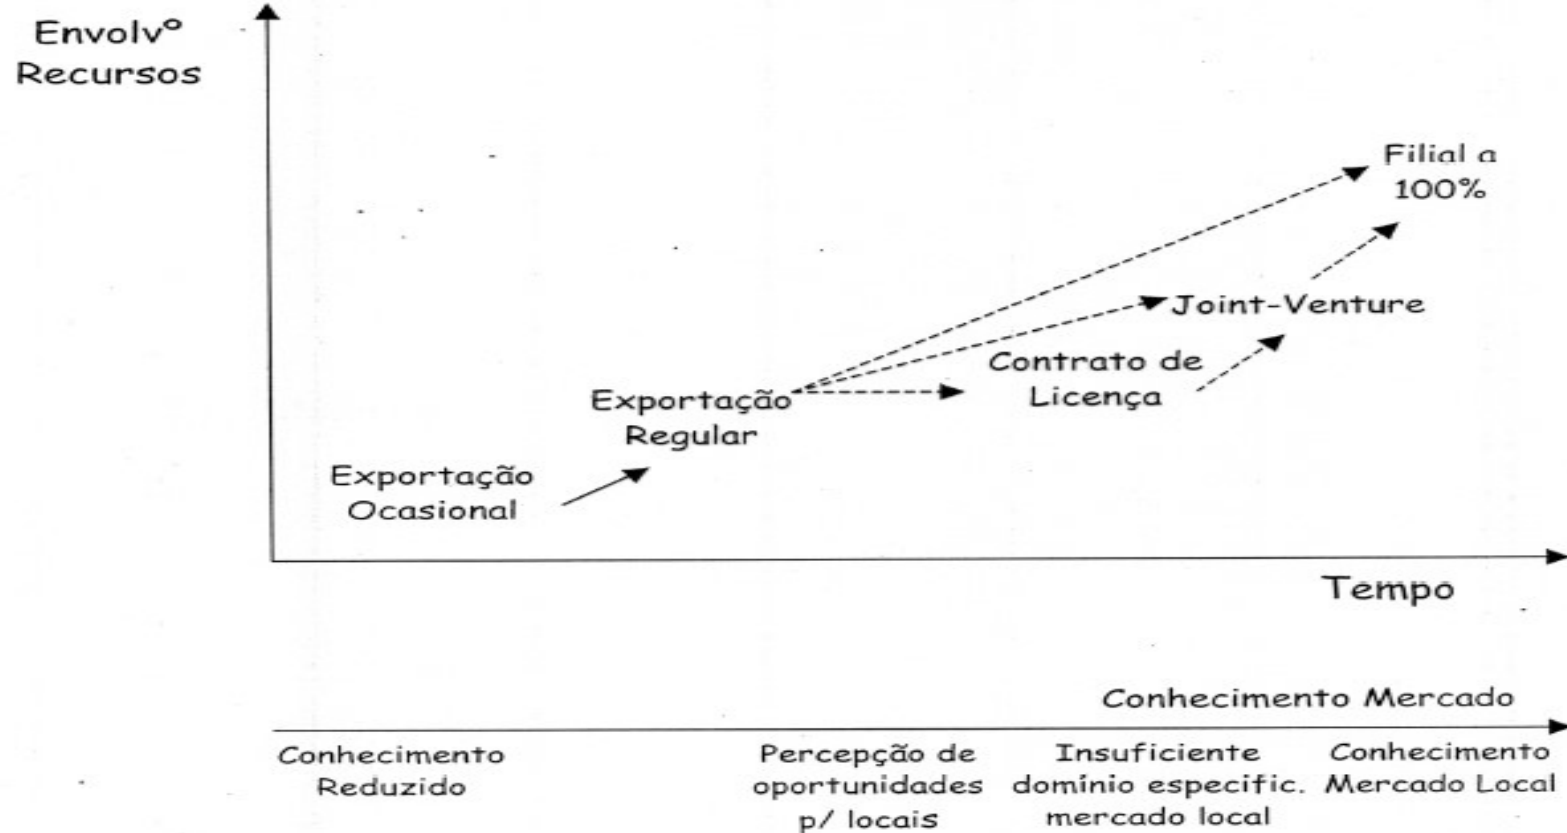 Envolvº
Recursos
Filial a
100%
Joint-Venture
Contrato de
Licença
Exportação
Regular
Exportação
Ocasional
Tempo
Conhecimento Mercado
Conhecimento
Reduzido
Percepção de
oportunidades
p/ locais
Insuficiente
domínio especific.
mercado local
Conhecimento
Mercado Local